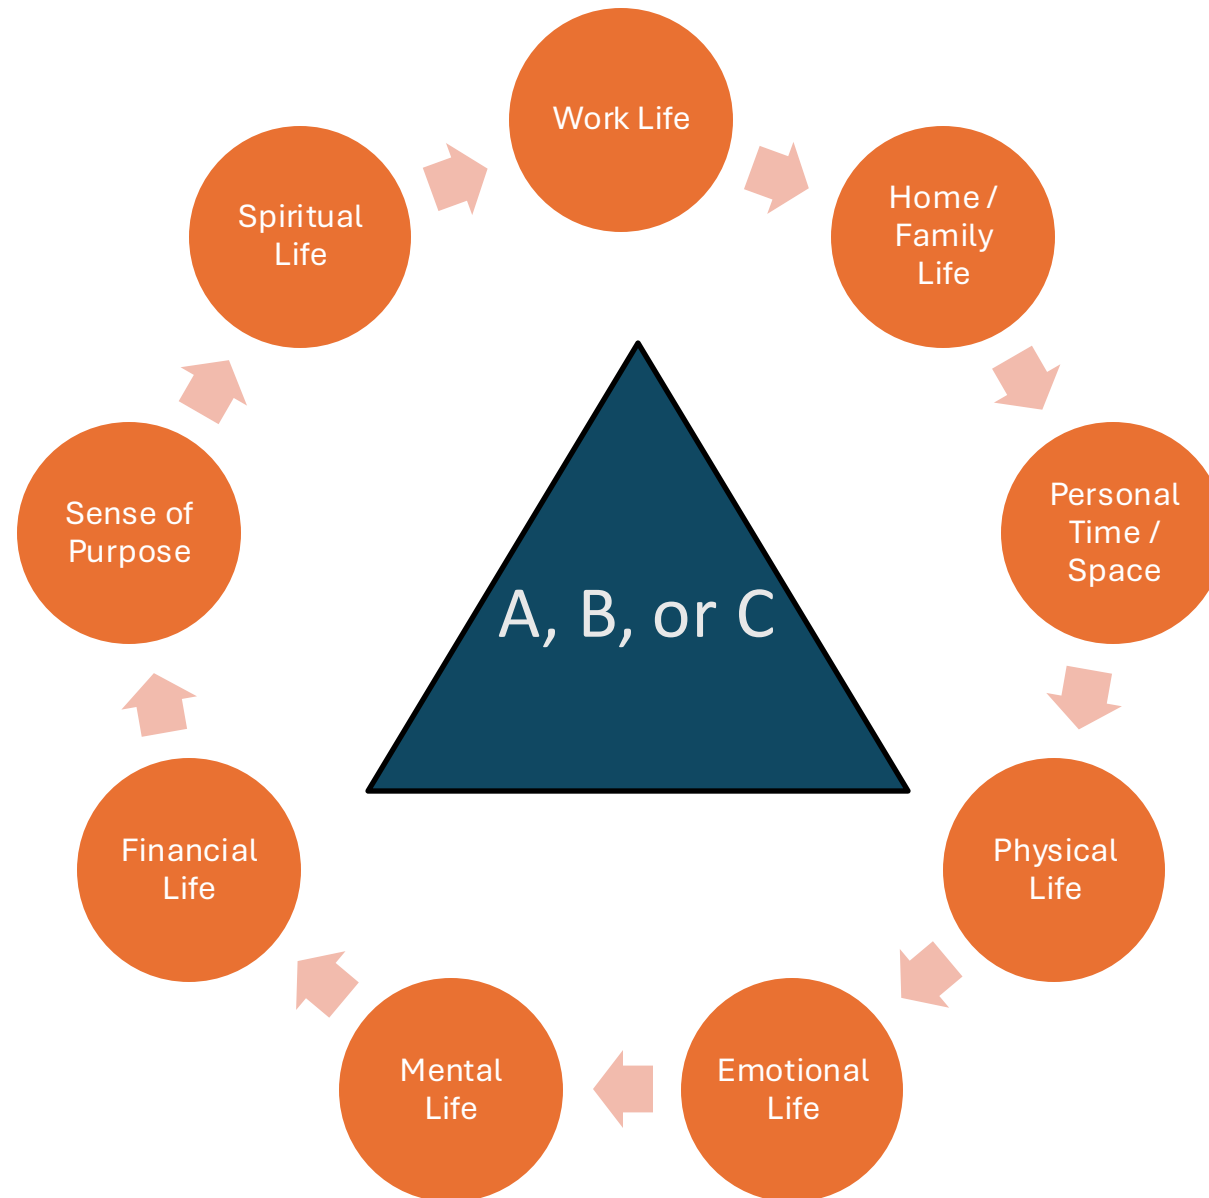 Work Life
Home /
Family
Life
Personal
Time /
Space
Physical
Life
Emotional
Life
Mental
Life
Financial
Life
Sense of
Purpose
Spiritual
Life
A, B, or C